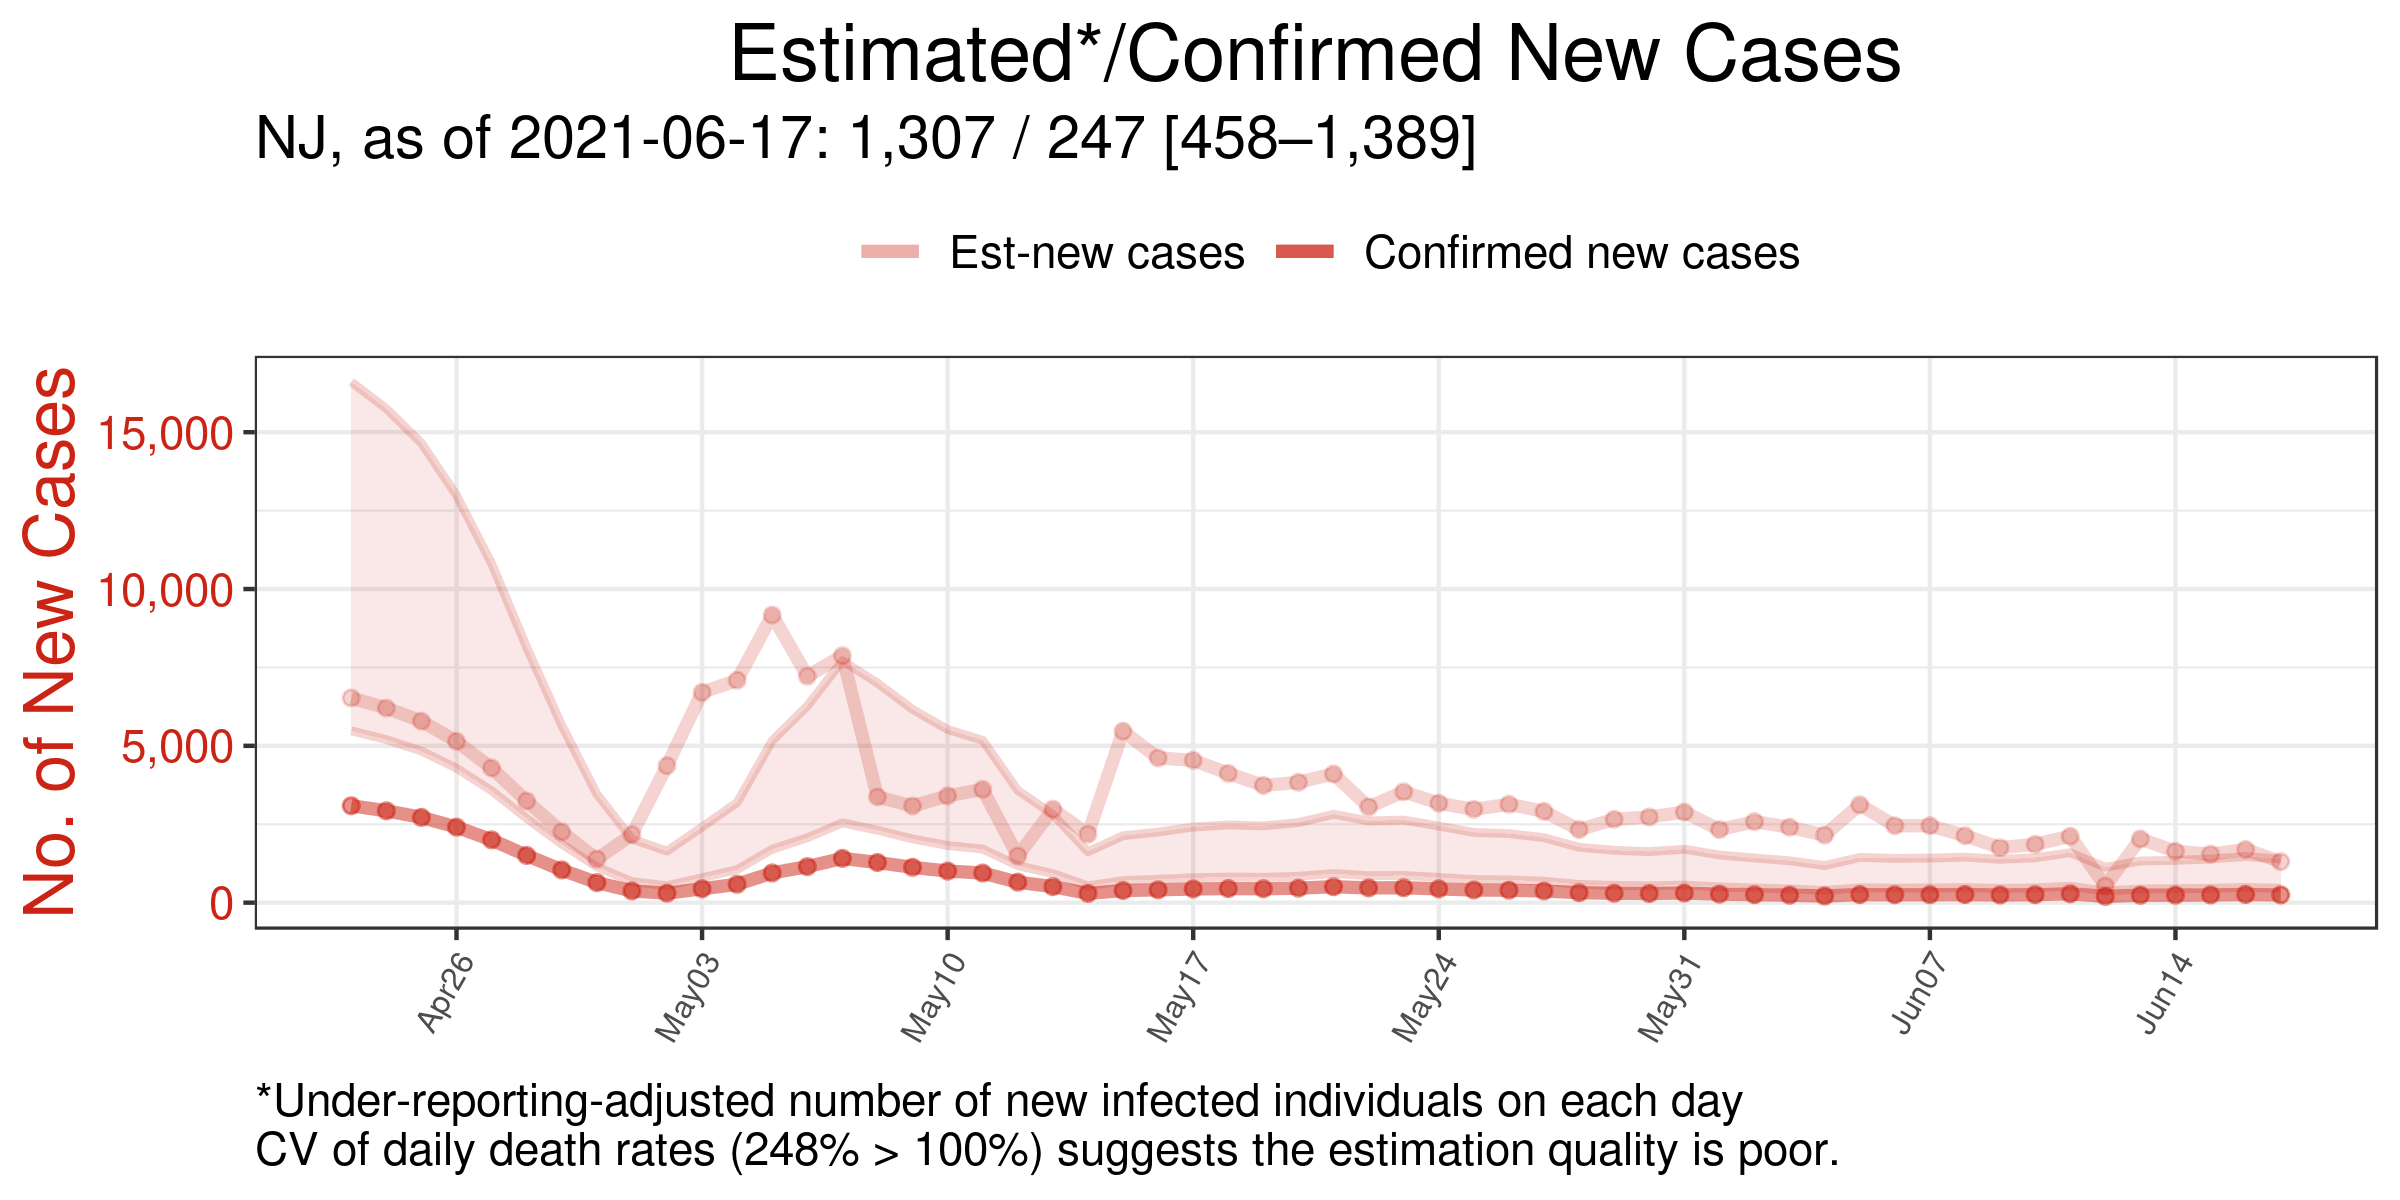 Estimated*/Confirmed New Cases
NJ, as of 2021-06-17: 1,307 / 247 [458–1,389]
Est-new cases
Confirmed new cases
No. of New Cases
15,000
10,000
5,000
0
Apr26
May03
May10
May17
May24
May31
Jun07
Jun14
*Under-reporting-adjusted number of new infected individuals on each day
CV of daily death rates (248% > 100%) suggests the estimation quality is poor.